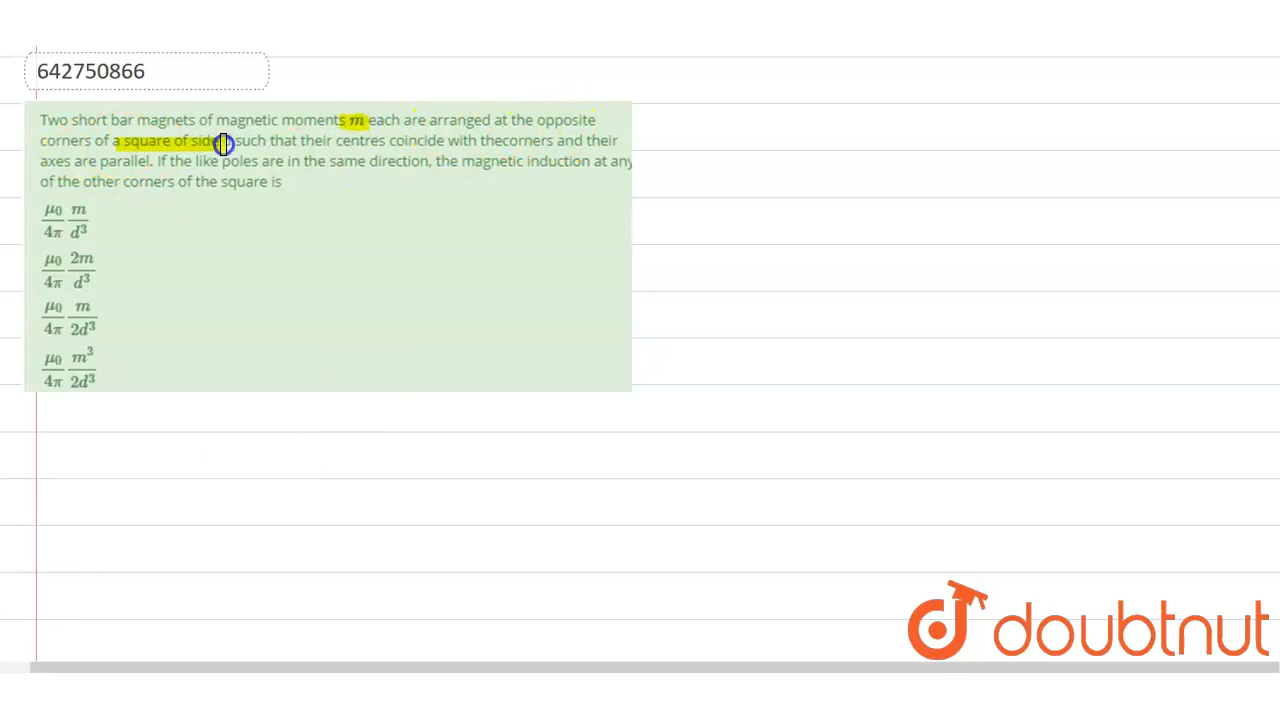 642750866
Two short bar magnets of magnetic moments m each are arranged at the opposite
corners of a square of side such that their centres coincide with thecorners and their
axes are parallel. If the like poles are in the same direction, the magnetic induction at any
of the other corners of the square is
μ₀/4π m/d³
μ₀/4π 2m/d³
μ₀/4π m/2d³
μ₀/4π m³/2d³
doubtnut